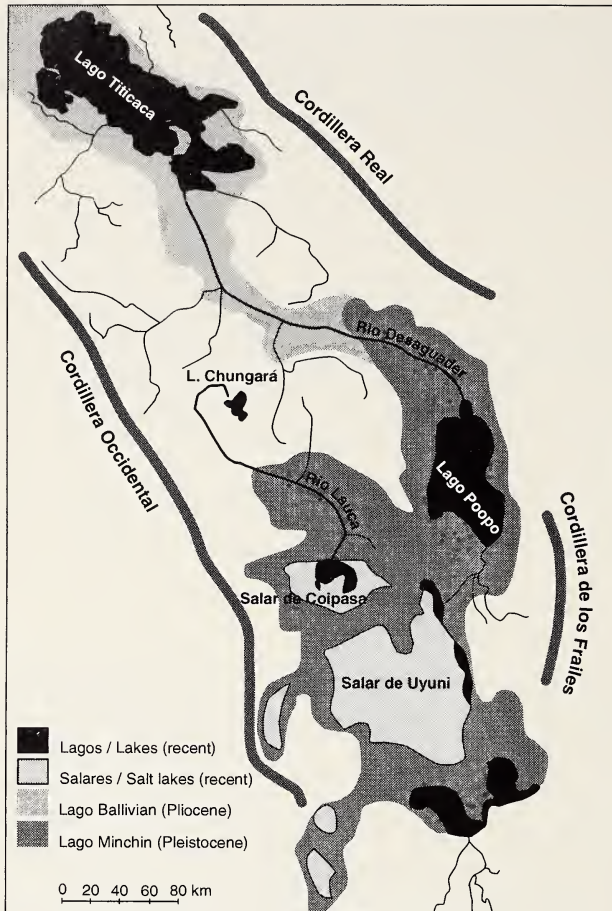 Lago Titicaca
Cordillera Real
Río Desaguader
L. Chungará
Cordillera Occidental
Lago Poopo
Río Lauca
Cordillera de los Frailes
Salar de Coipasa
Salar de Uyuni
Lagos / Lakes (recent)
Salares / Salt lakes (recent)
Lago Ballivian (Pliocene)
Lago Minchin (Pleistocene)
0 20 40 60 80 km